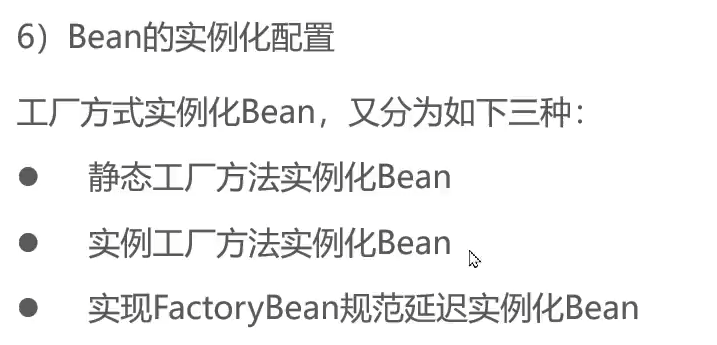 6）Bean的实例化配置
工厂方式实例化Bean，又分为如下三种：
● 静态工厂方法实例化Bean
● 实例工厂方法实例化Bean
● 实现FactoryBean规范延迟实例化Bean